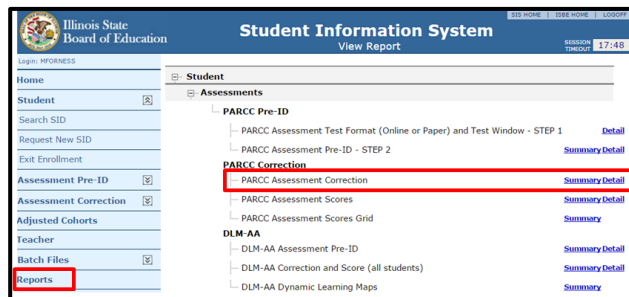 SIS HOME | ISBE HOME | LOGOFF
Illinois State
Board of Education
Student Information System
View Report
SESSION
TIMEOUT 17:48
Login: MFORNESS
Home
Student
Search SID
Request New SID
Exit Enrollment
Assessment Pre-ID
Assessment Correction
Adjusted Cohorts
Teacher
Batch Files
Reports
Student
Assessments
PARCC Pre-ID
PARCC Assessment Test Format (Online or Paper) and Test Window - STEP 1 Detail
PARCC Assessment Pre-ID - STEP 2 Summary Detail
PARCC Correction
PARCC Assessment Correction Summary Detail
PARCC Assessment Scores Summary Detail
PARCC Assessment Scores Grid Summary
DLM-AA
DLM-AA Assessment Pre-ID Summary Detail
DLM-AA Correction and Score (all students) Summary Detail
DLM-AA Dynamic Learning Maps Summary